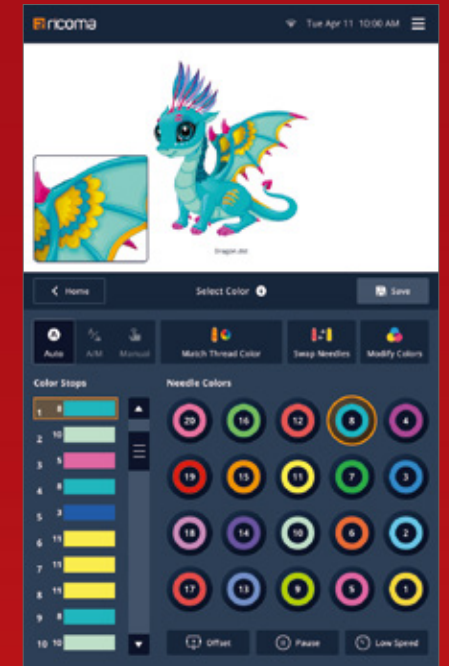 ricoma Tue Apr 11 10:00 AM
Dragon.dst
Home Select Color Save
A
Auto A/M Manual Match Thread Color Swap Needles Modify Colors
Color Stops Needle Colors
1 8
2 10
3 5
4 8
5 3
6 11
7 11
8 11
9 8
10 10
20 16 12 8 4
19 15 11 7 3
18 14 10 6 2
17 13 9 5 1
Offset Pause Low Speed